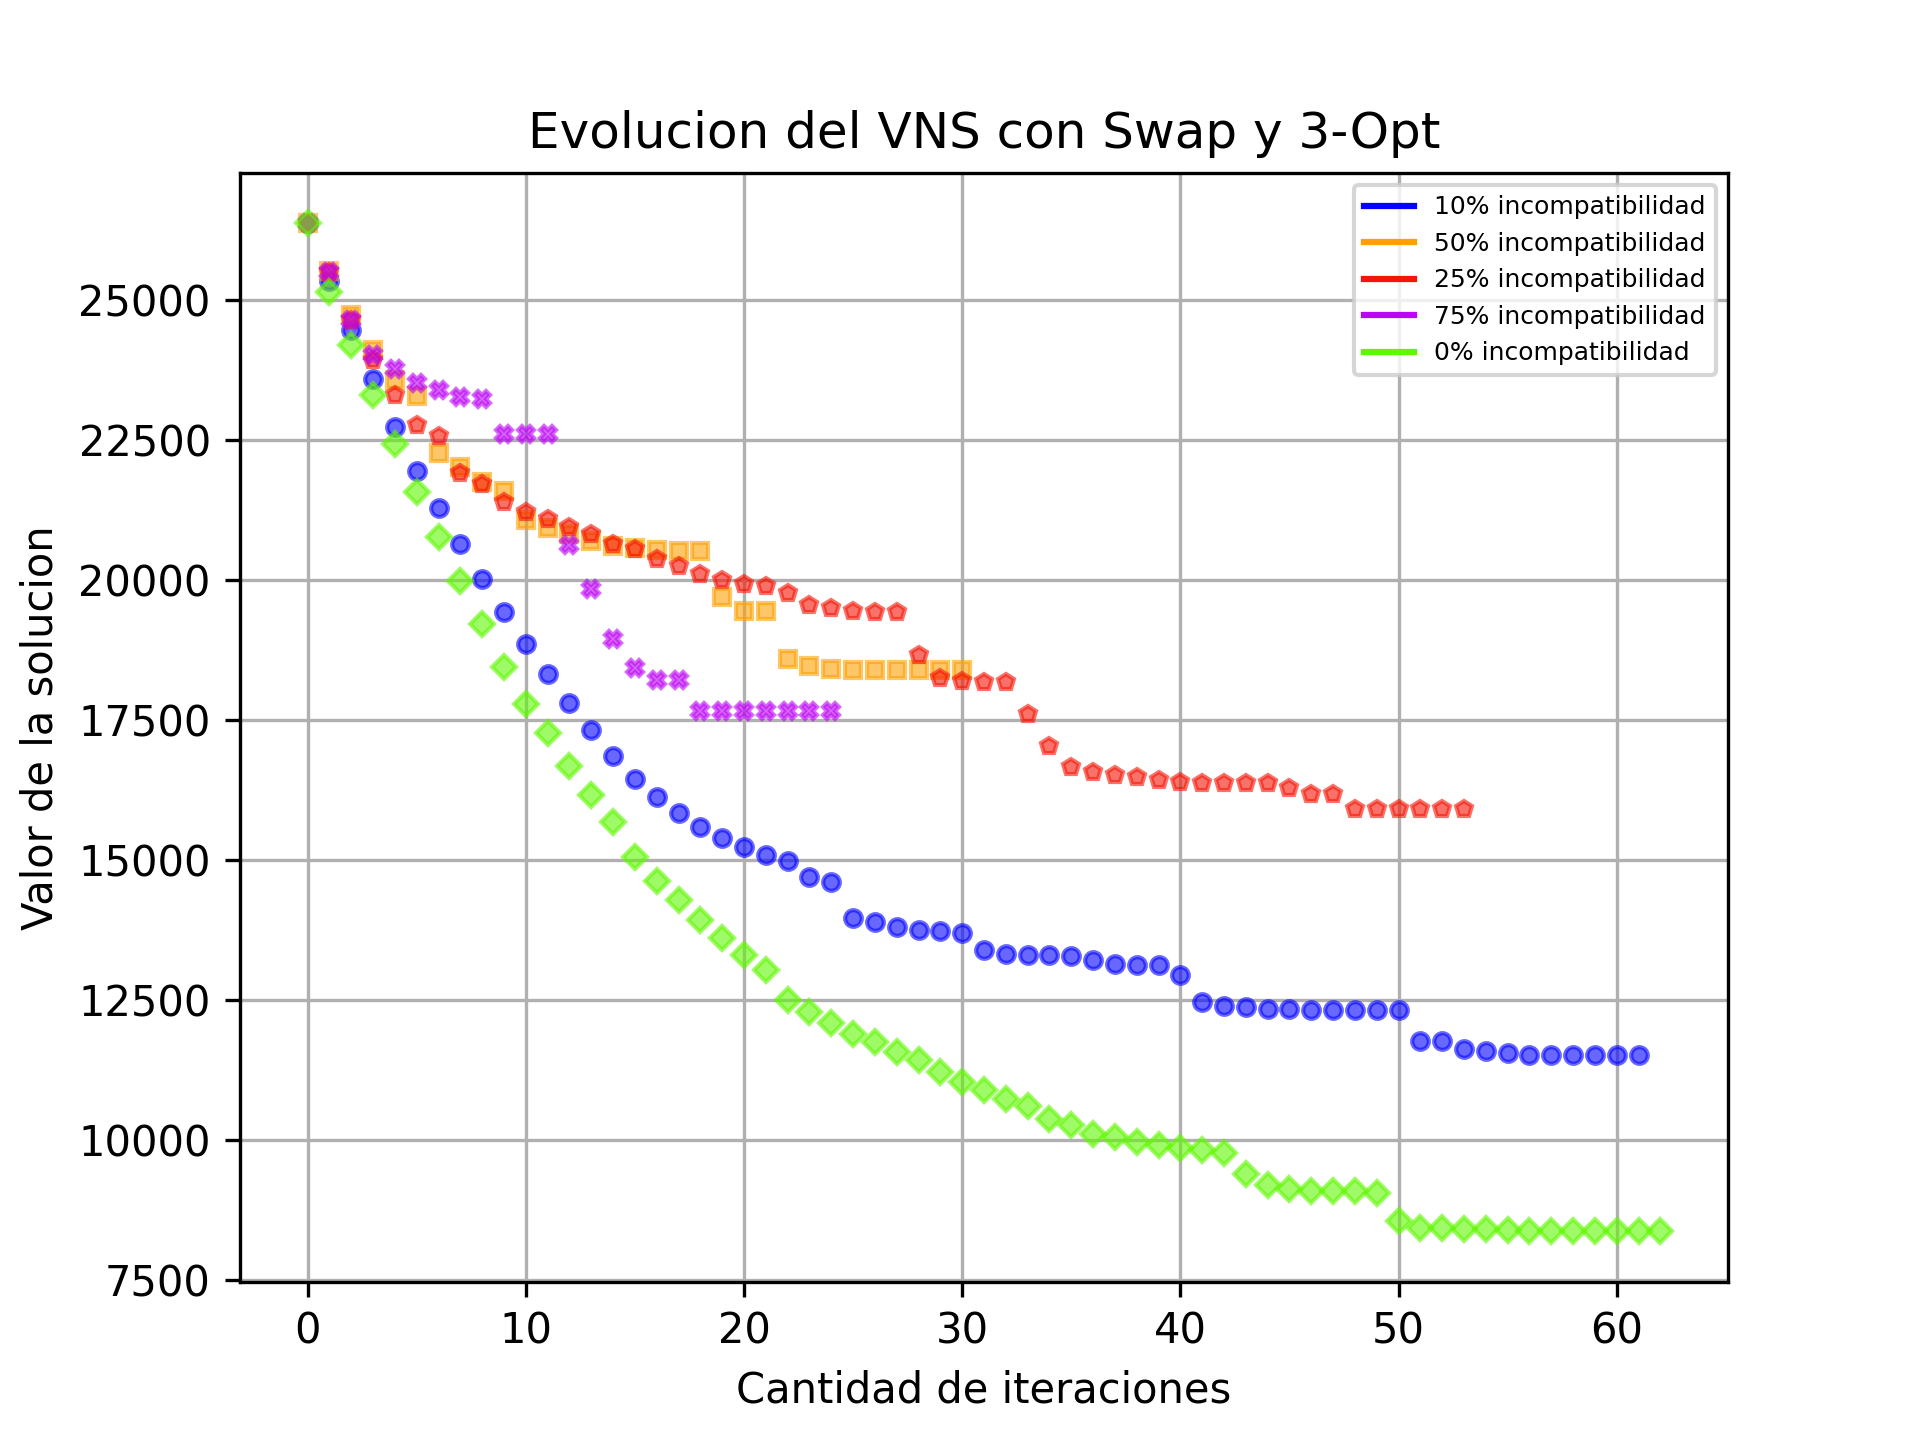 Evolucion del VNS con Swap y 3-Opt
10% incompatibilidad
50% incompatibilidad
25% incompatibilidad
75% incompatibilidad
0% incompatibilidad
Valor de la solucion
25000
22500
20000
17500
15000
12500
10000
7500
0 10 20 30 40 50 60
Cantidad de iteraciones